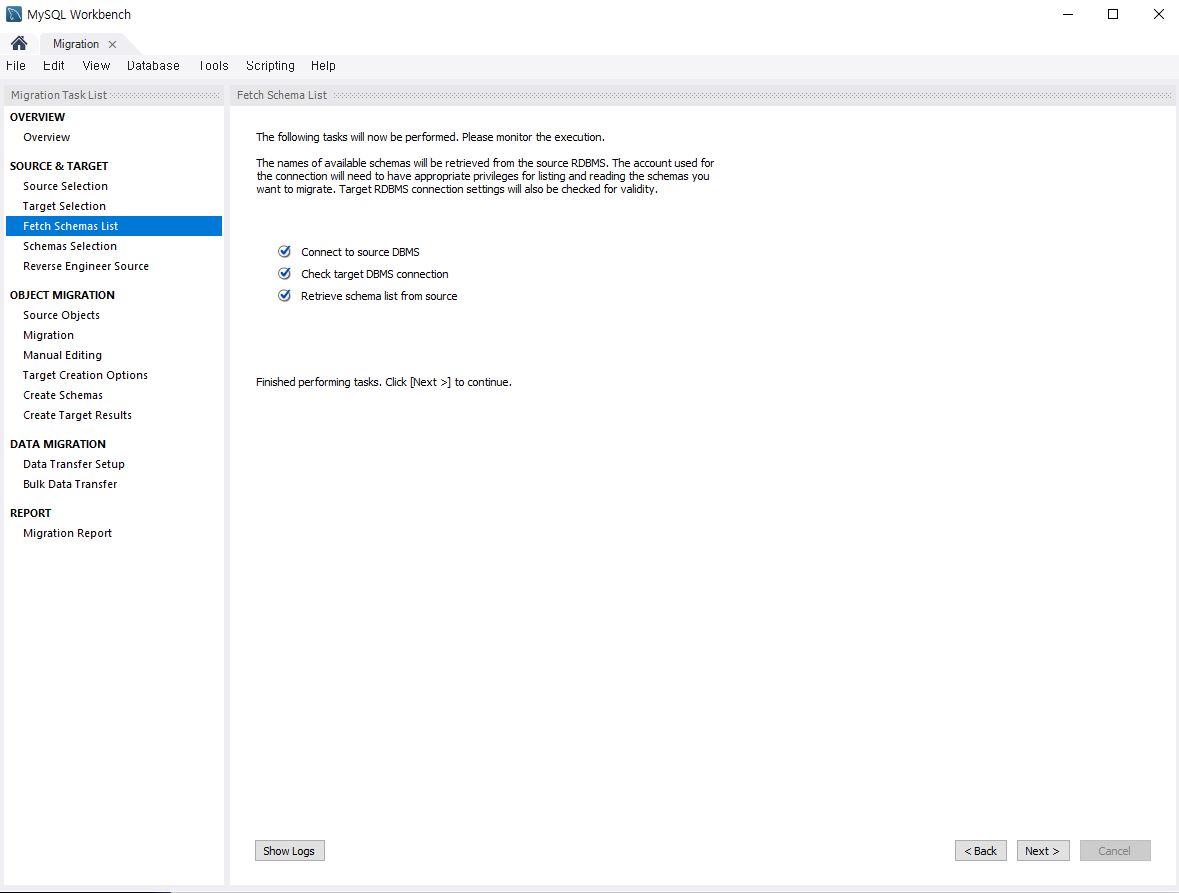 MySQL Workbench
Migration
File Edit View Database Tools Scripting Help
Migration Task List
OVERVIEW
Overview
SOURCE & TARGET
Source Selection
Target Selection
Fetch Schemas List
Schemas Selection
Reverse Engineer Source
OBJECT MIGRATION
Source Objects
Migration
Manual Editing
Target Creation Options
Create Schemas
Create Target Results
DATA MIGRATION
Data Transfer Setup
Bulk Data Transfer
REPORT
Migration Report
Fetch Schema List
The following tasks will now be performed. Please monitor the execution.
The names of available schemas will be retrieved from the source RDBMS. The account used for
the connection will need to have appropriate privileges for listing and reading the schemas you
want to migrate. Target RDBMS connection settings will also be checked for validity.
Connect to source DBMS
Check target DBMS connection
Retrieve schema list from source
Finished performing tasks. Click [Next >] to continue.
Show Logs
< Back Next > Cancel